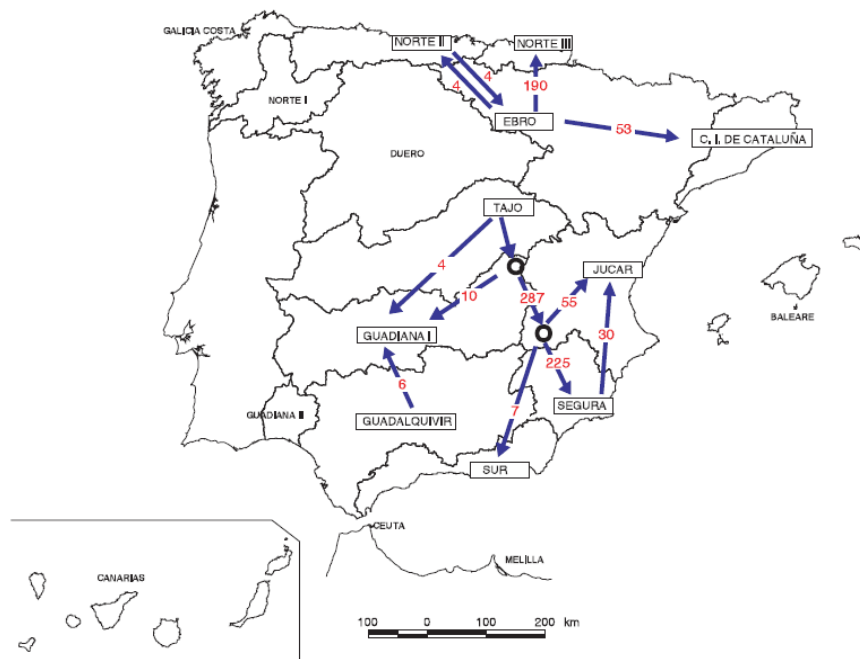 GALICIA COSTA
NORTE II
NORTE III
4
4
190
NORTE I
EBRO
53
C. I. DE CATALUÑA
DUERO
TAJO
4
JUCAR
10
287
55
BALEARE
GUADIANA I
30
225
6
SEGURA
7
GUADIANA II
GUADALQUIVIR
SUR
CEUTA
MELILLA
CANARIAS
100 0 100 200 km